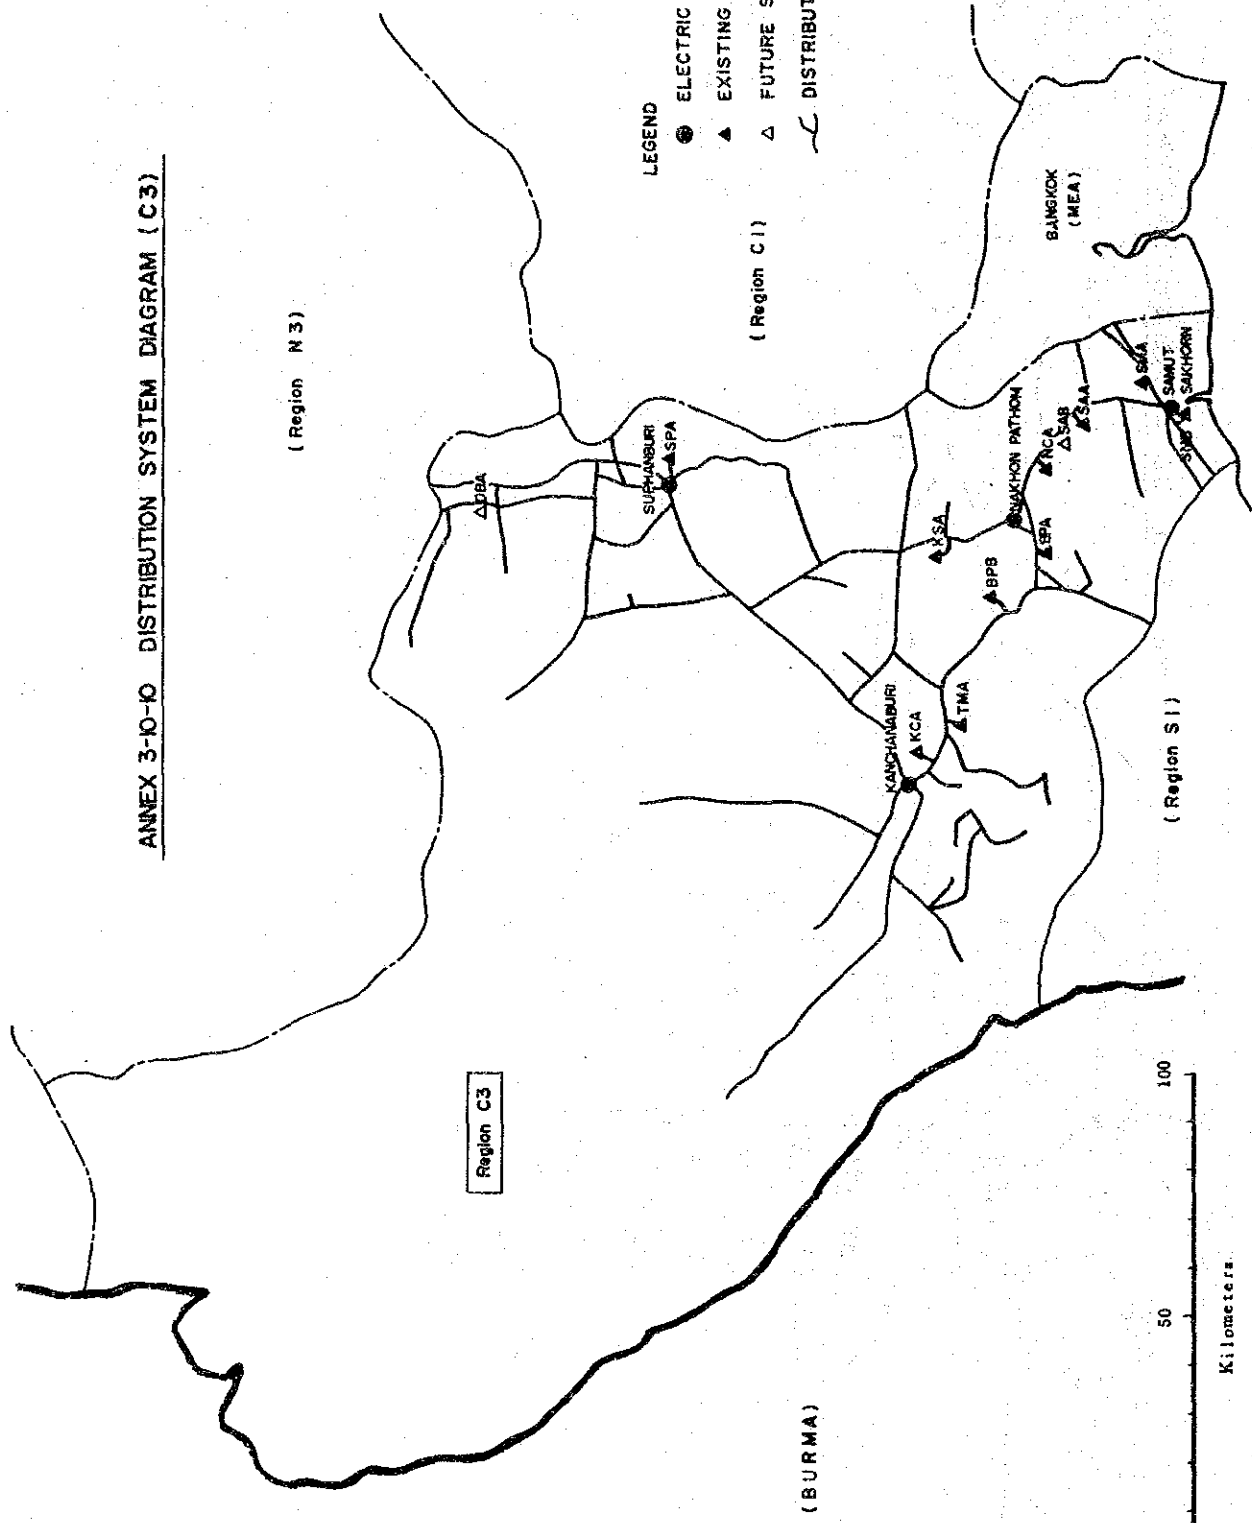 ANNEX 3-10-10 DISTRIBUTION SYSTEM DIAGRAM (C3)
(Region N3)
LEGEND
ELECTRIC
EXISTING
FUTURE S
DISTRIBUT
(Region C1)
Region C3
BANGKOK
(MEA)
DBA
SUPHANBURI
SPA
KSA
NAKHON PATHOM
NCA
SAB
SAA
SMA
SAMUT
SAKHORN
BPA
BPB
KANCHANABURI
KCA
TMA
(Region S1)
(BURMA)
50
100
Kilometers